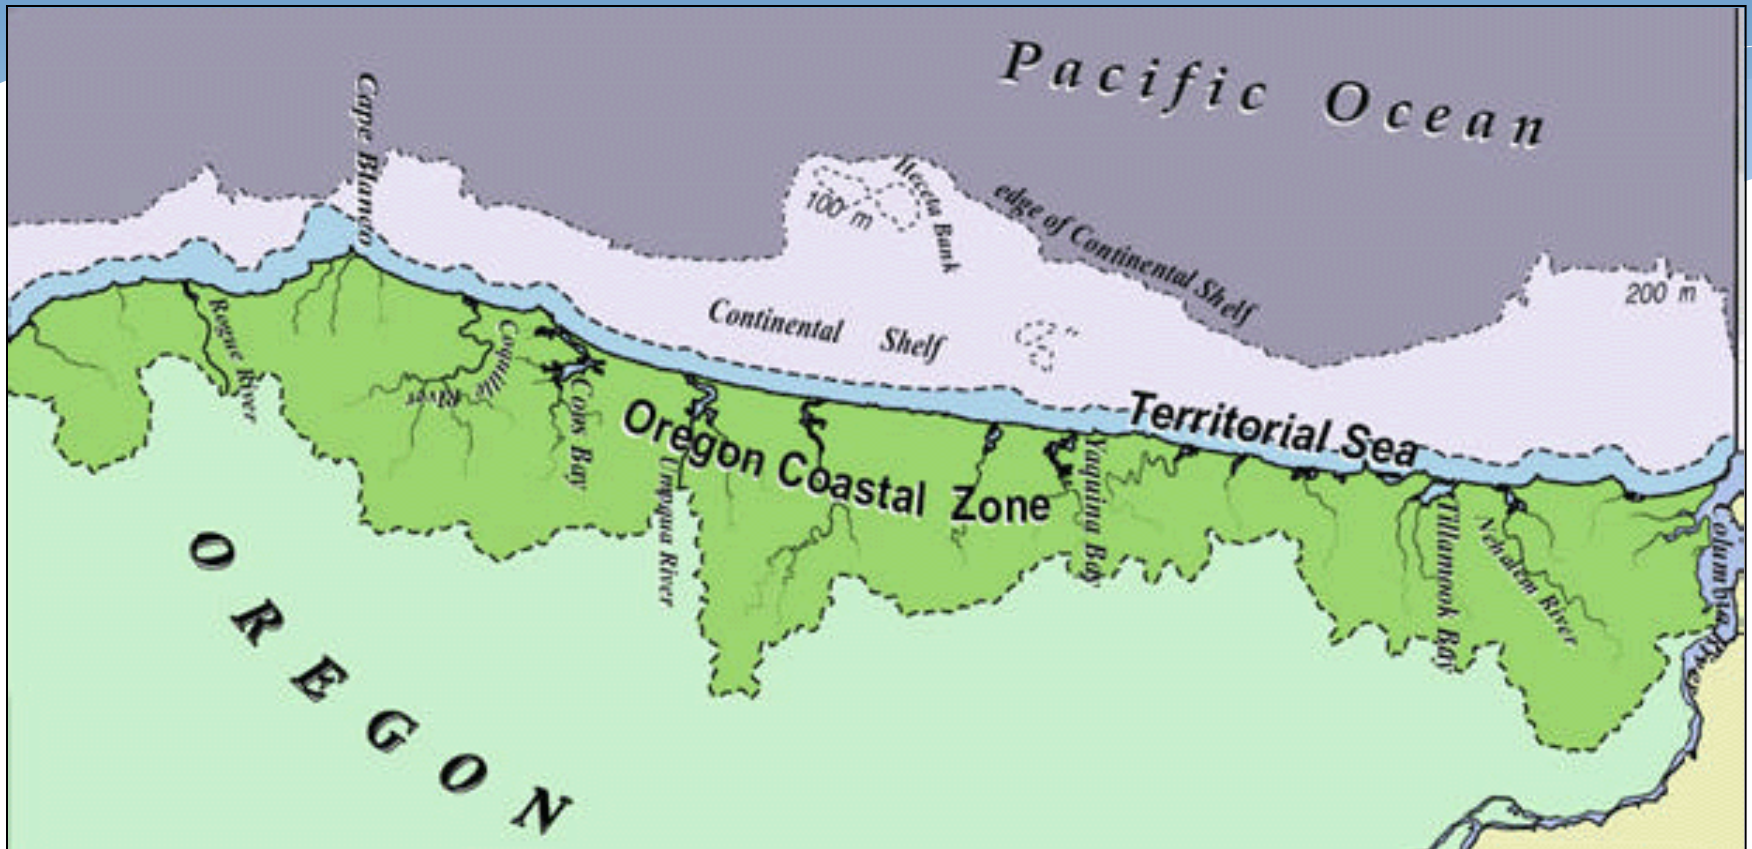 Pacific Ocean
Cape Blanco
Heceta Bank
100 m
edge of Continental Shelf
200 m
Continental Shelf
Territorial Sea
Rogue River
Coquille River
Coos Bay
Oregon Coastal Zone
Umpqua River
Yaquina Bay
Tillamook Bay
Nehalem River
Columbia River
OREGON